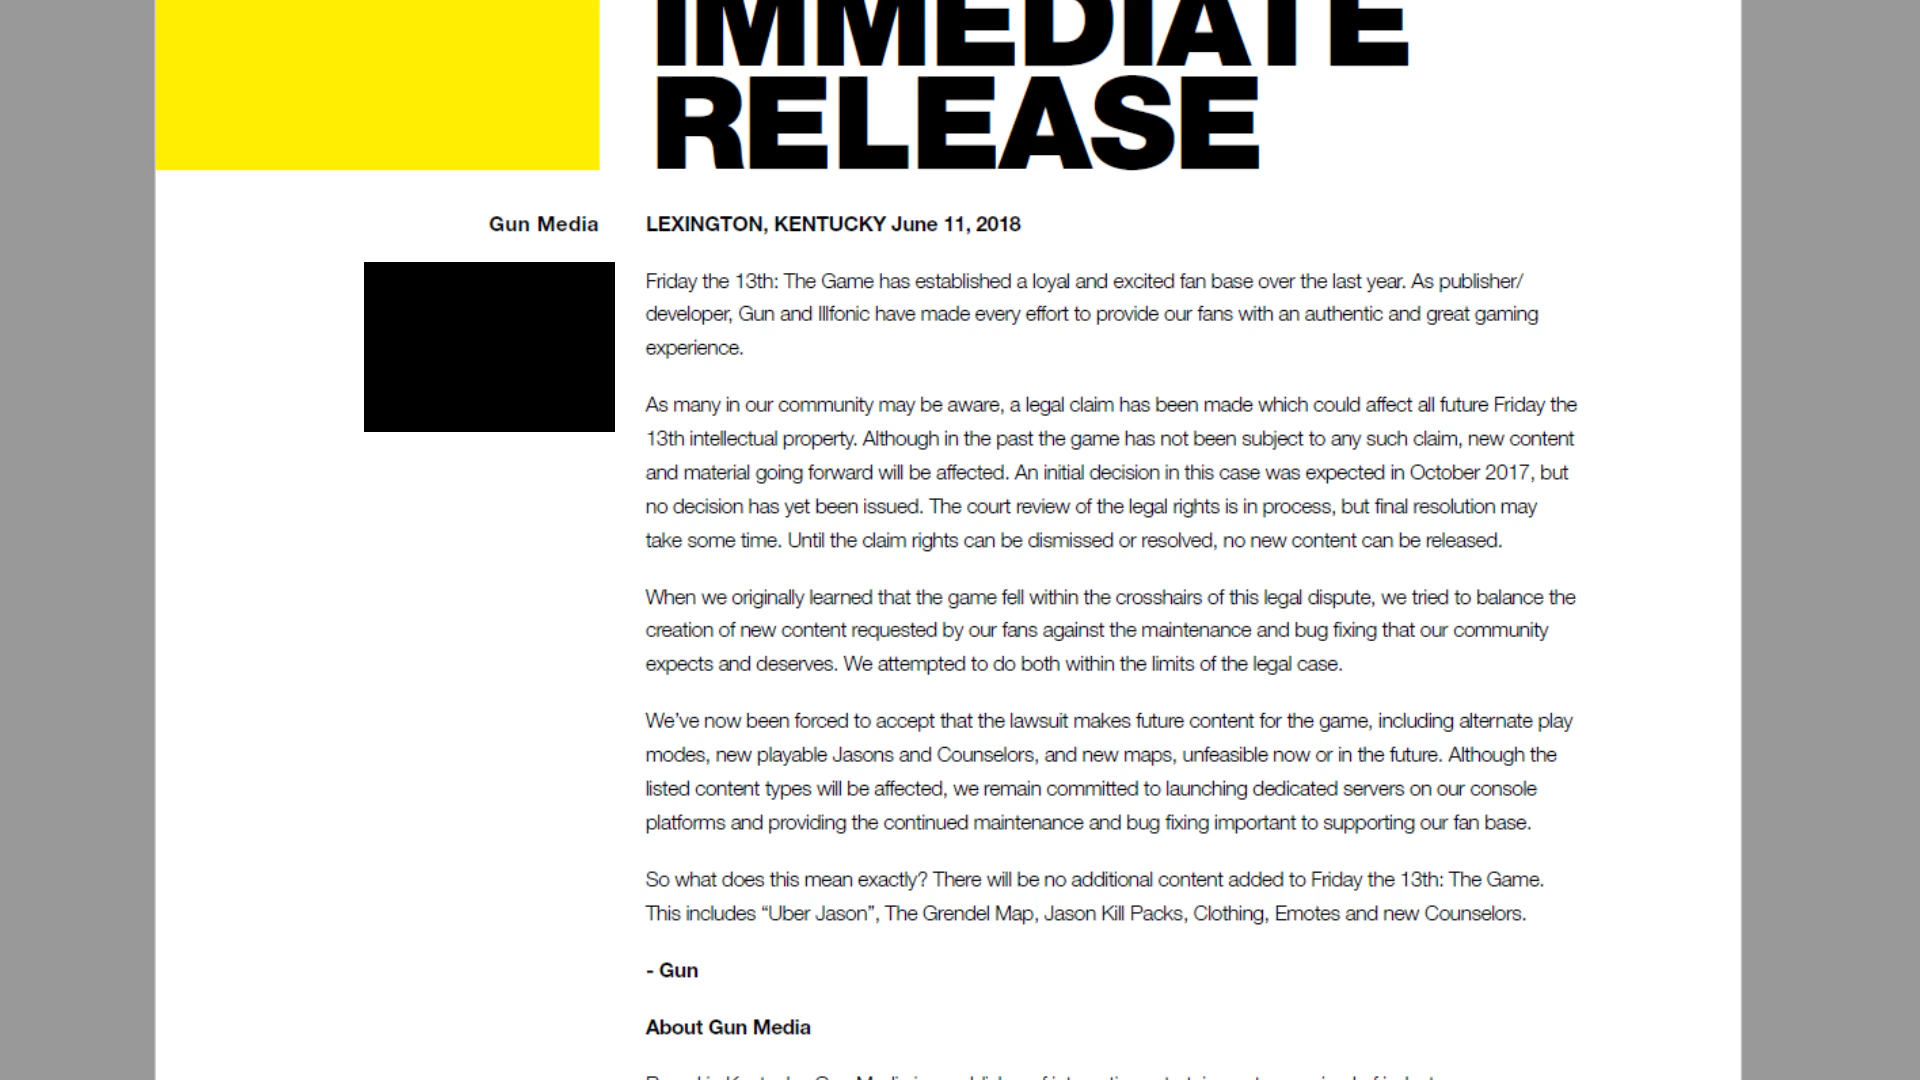 IMMEDIATE
RELEASE
Gun Media
LEXINGTON, KENTUCKY June 11, 2018
Friday the 13th: The Game has established a loyal and excited fan base over the last year. As publisher/
developer, Gun and Illfonic have made every effort to provide our fans with an authentic and great gaming
experience.
As many in our community may be aware, a legal claim has been made which could affect all future Friday the
13th intellectual property. Although in the past the game has not been subject to any such claim, new content
and material going forward will be affected. An initial decision in this case was expected in October 2017, but
no decision has yet been issued. The court review of the legal rights is in process, but final resolution may
take some time. Until the claim rights can be dismissed or resolved, no new content can be released.
When we originally learned that the game fell within the crosshairs of this legal dispute, we tried to balance the
creation of new content requested by our fans against the maintenance and bug fixing that our community
expects and deserves. We attempted to do both within the limits of the legal case.
We’ve now been forced to accept that the lawsuit makes future content for the game, including alternate play
modes, new playable Jasons and Counselors, and new maps, unfeasible now or in the future. Although the
listed content types will be affected, we remain committed to launching dedicated servers on our console
platforms and providing the continued maintenance and bug fixing important to supporting our fan base.
So what does this mean exactly? There will be no additional content added to Friday the 13th: The Game.
This includes “Uber Jason”, The Grendel Map, Jason Kill Packs, Clothing, Emotes and new Counselors.
- Gun
About Gun Media